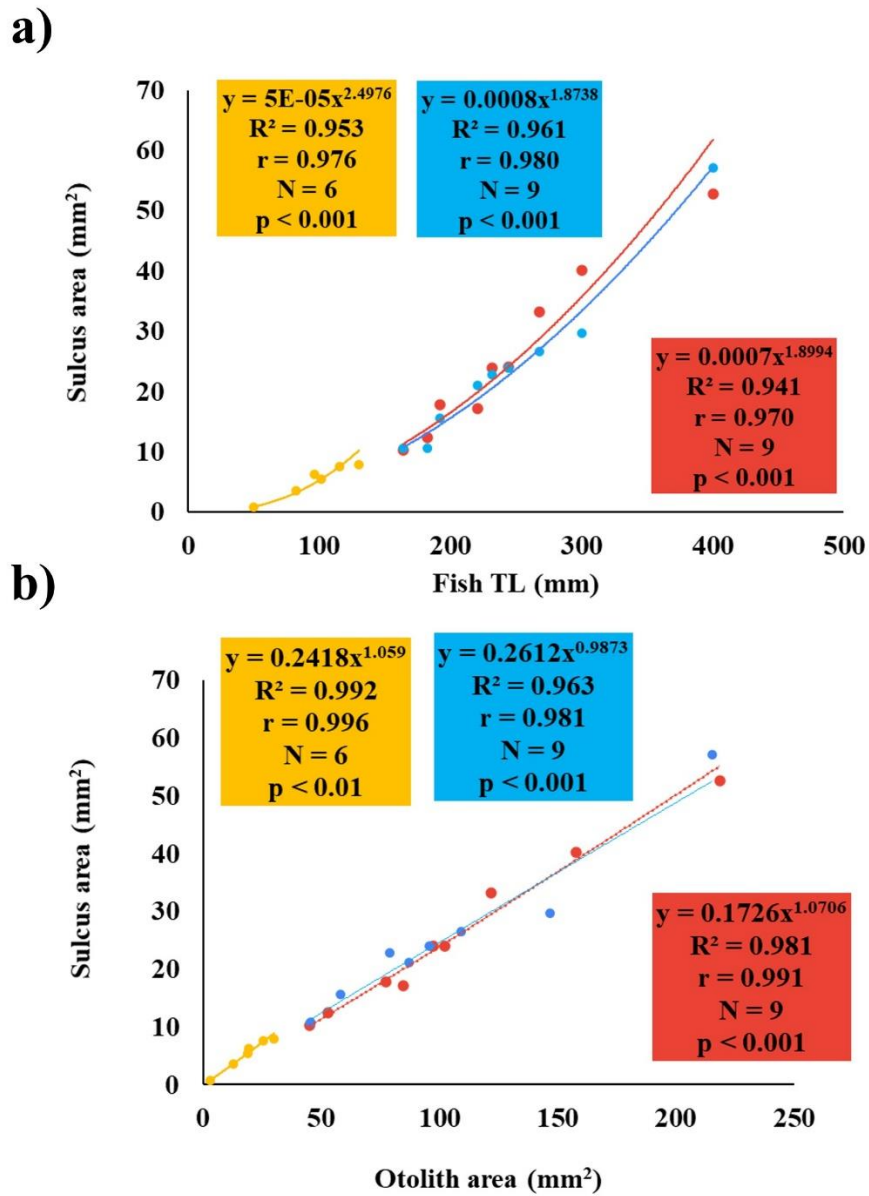 a)
y = 5E-05x^2.4976
R² = 0.953
r = 0.976
N = 6
p < 0.001
y = 0.0008x^1.8738
R² = 0.961
r = 0.980
N = 9
p < 0.001
y = 0.0007x^1.8994
R² = 0.941
r = 0.970
N = 9
p < 0.001
Sulcus area (mm²)
70
60
50
40
30
20
10
0
0 100 200 300 400 500
Fish TL (mm)
b)
y = 0.2418x^1.059
R² = 0.992
r = 0.996
N = 6
p < 0.01
y = 0.2612x^0.9873
R² = 0.963
r = 0.981
N = 9
p < 0.001
y = 0.1726x^1.0706
R² = 0.981
r = 0.991
N = 9
p < 0.001
Sulcus area (mm²)
70
60
50
40
30
20
10
0
0 50 100 150 200 250
Otolith area (mm²)